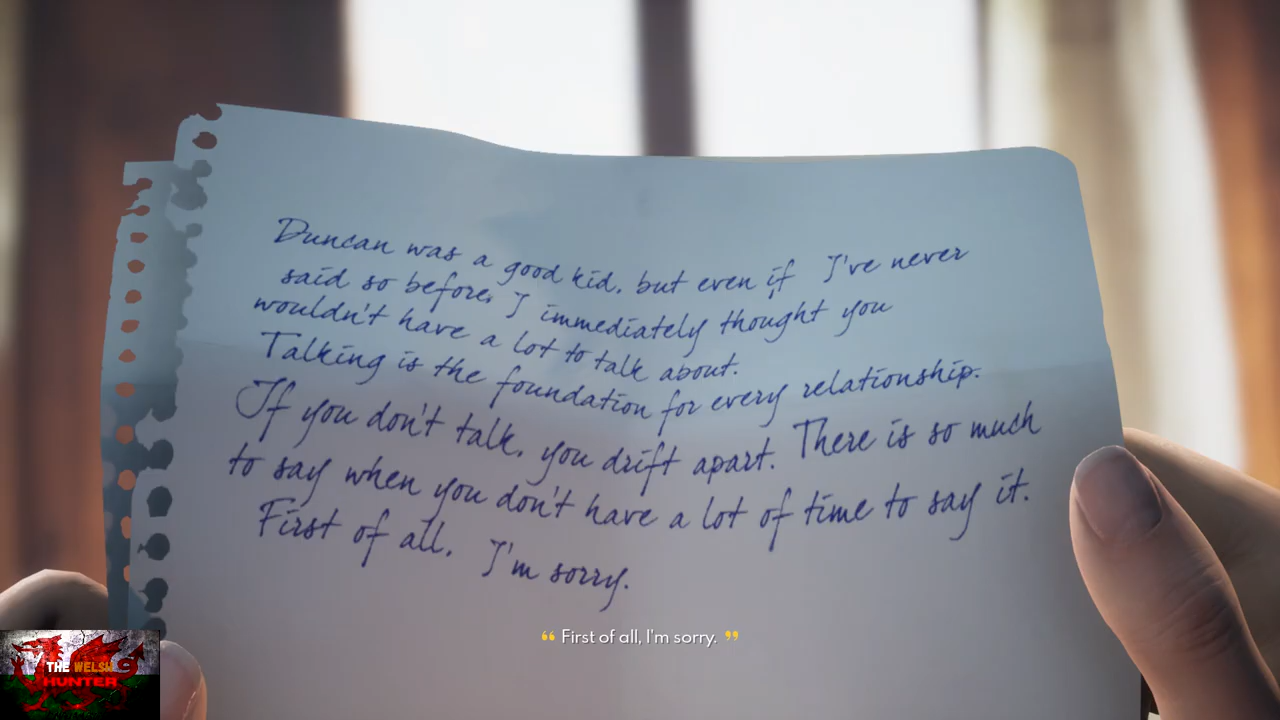 Duncan was a good kid, but even if I've never
said so before, I immediately thought you
wouldn't have a lot to talk about.
Talking is the foundation for every relationship.
If you don't talk, you drift apart. There is so much
to say when you don't have a lot of time to say it.
First of all, I'm sorry.
“ First of all, I'm sorry. ”
THE WELSH
HUNTER